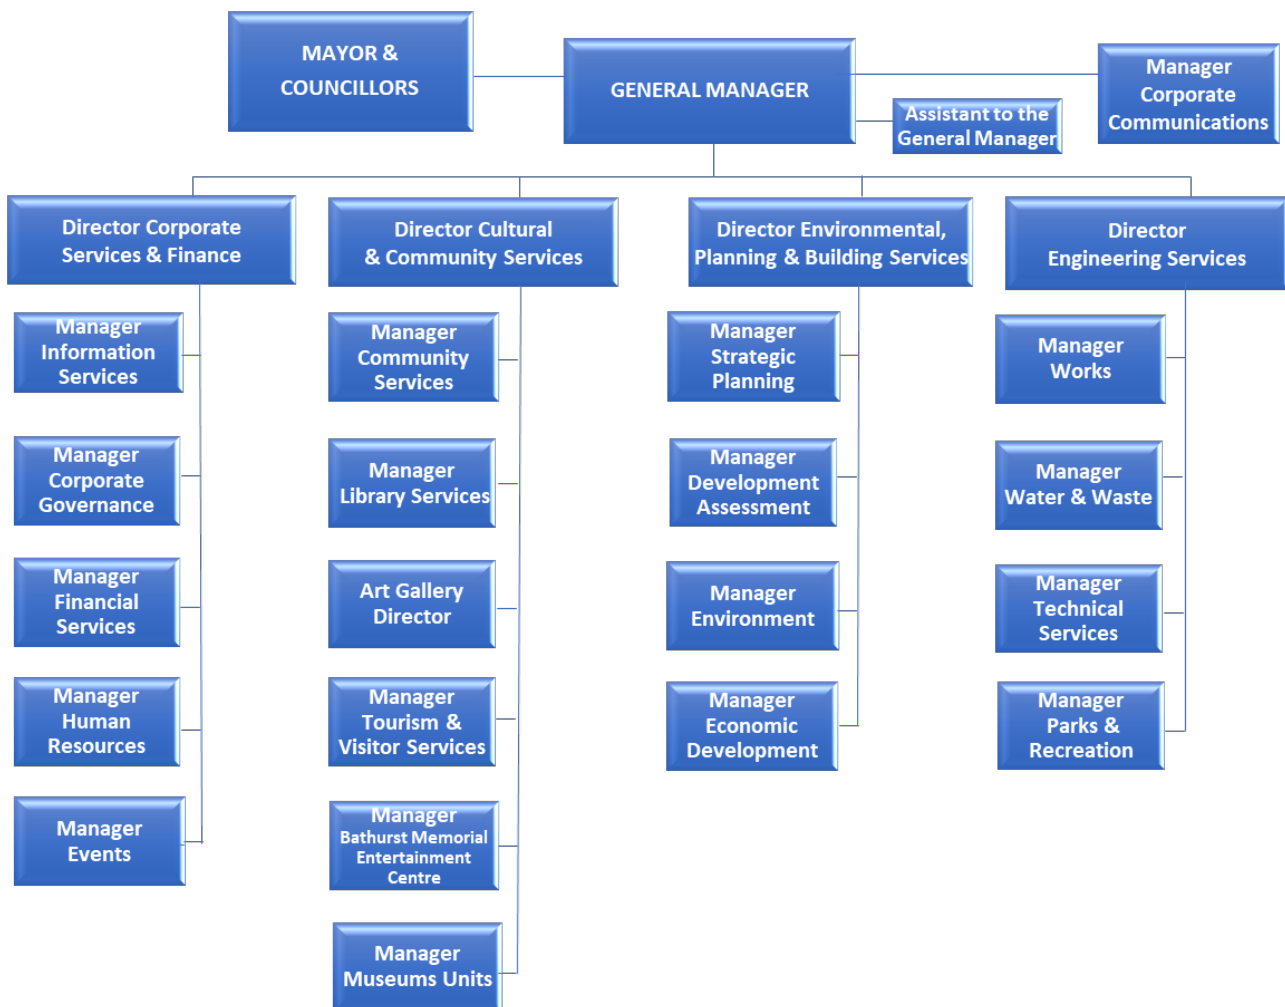 MAYOR &
COUNCILLORS
GENERAL MANAGER
Manager
Corporate
Communications
Assistant to the
General Manager
Director Corporate
Services & Finance
Director Cultural
& Community Services
Director Environmental,
Planning & Building Services
Director
Engineering Services
Manager
Information
Services
Manager
Corporate
Governance
Manager
Financial
Services
Manager
Human
Resources
Manager
Events
Manager
Community
Services
Manager
Library Services
Art Gallery
Director
Manager
Tourism &
Visitor Services
Manager
Bathurst Memorial
Entertainment
Centre
Manager
Museums Units
Manager
Strategic
Planning
Manager
Development
Assessment
Manager
Environment
Manager
Economic
Development
Manager
Works
Manager
Water & Waste
Manager
Technical
Services
Manager
Parks &
Recreation